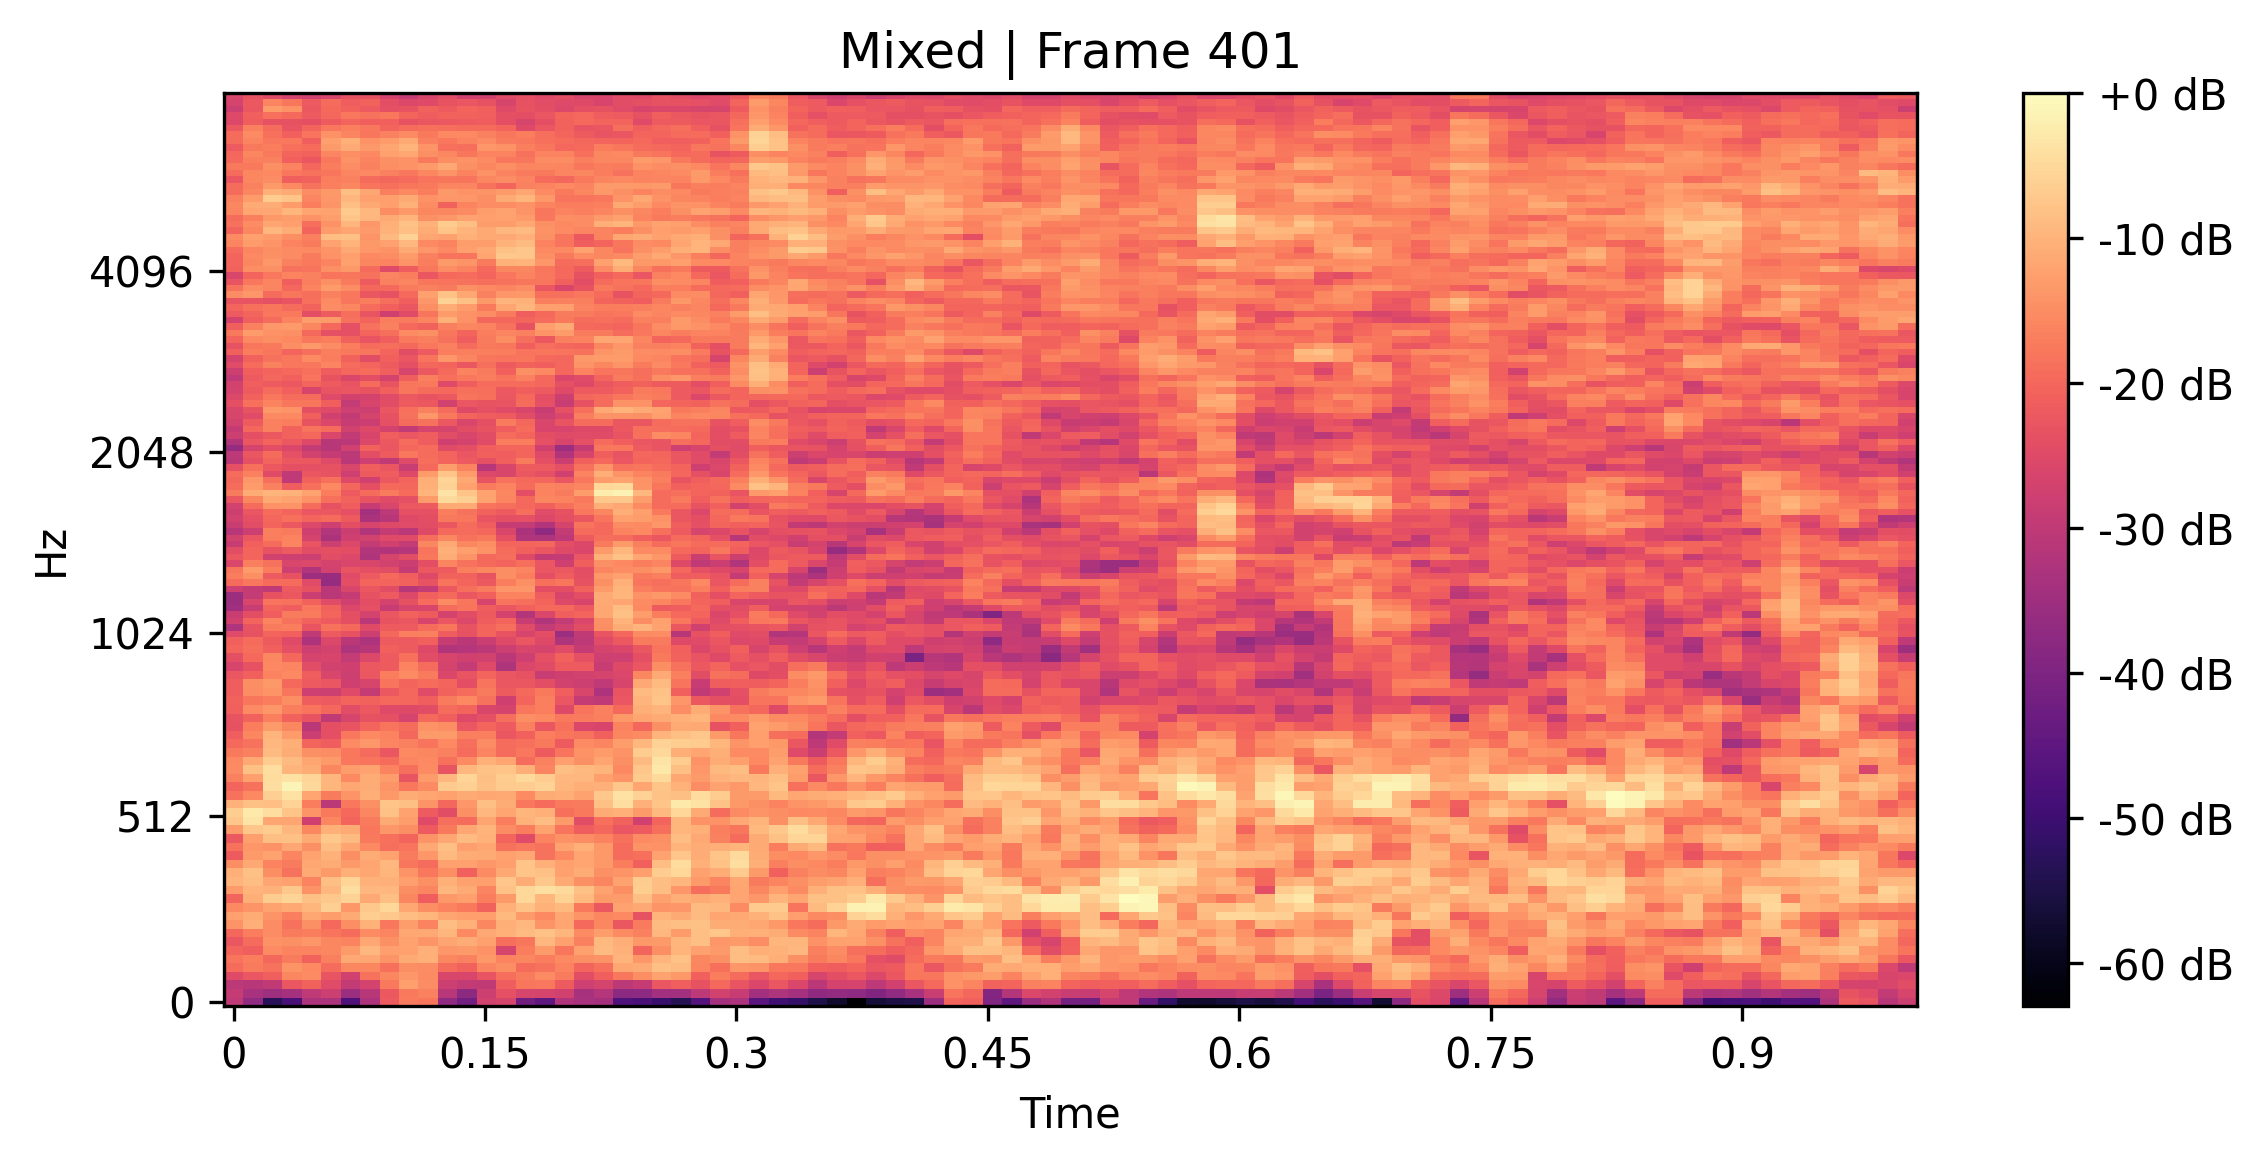 Mixed | Frame 401
Hz
4096
2048
1024
512
0
0 0.15 0.3 0.45 0.6 0.75 0.9
Time
+0 dB
-10 dB
-20 dB
-30 dB
-40 dB
-50 dB
-60 dB